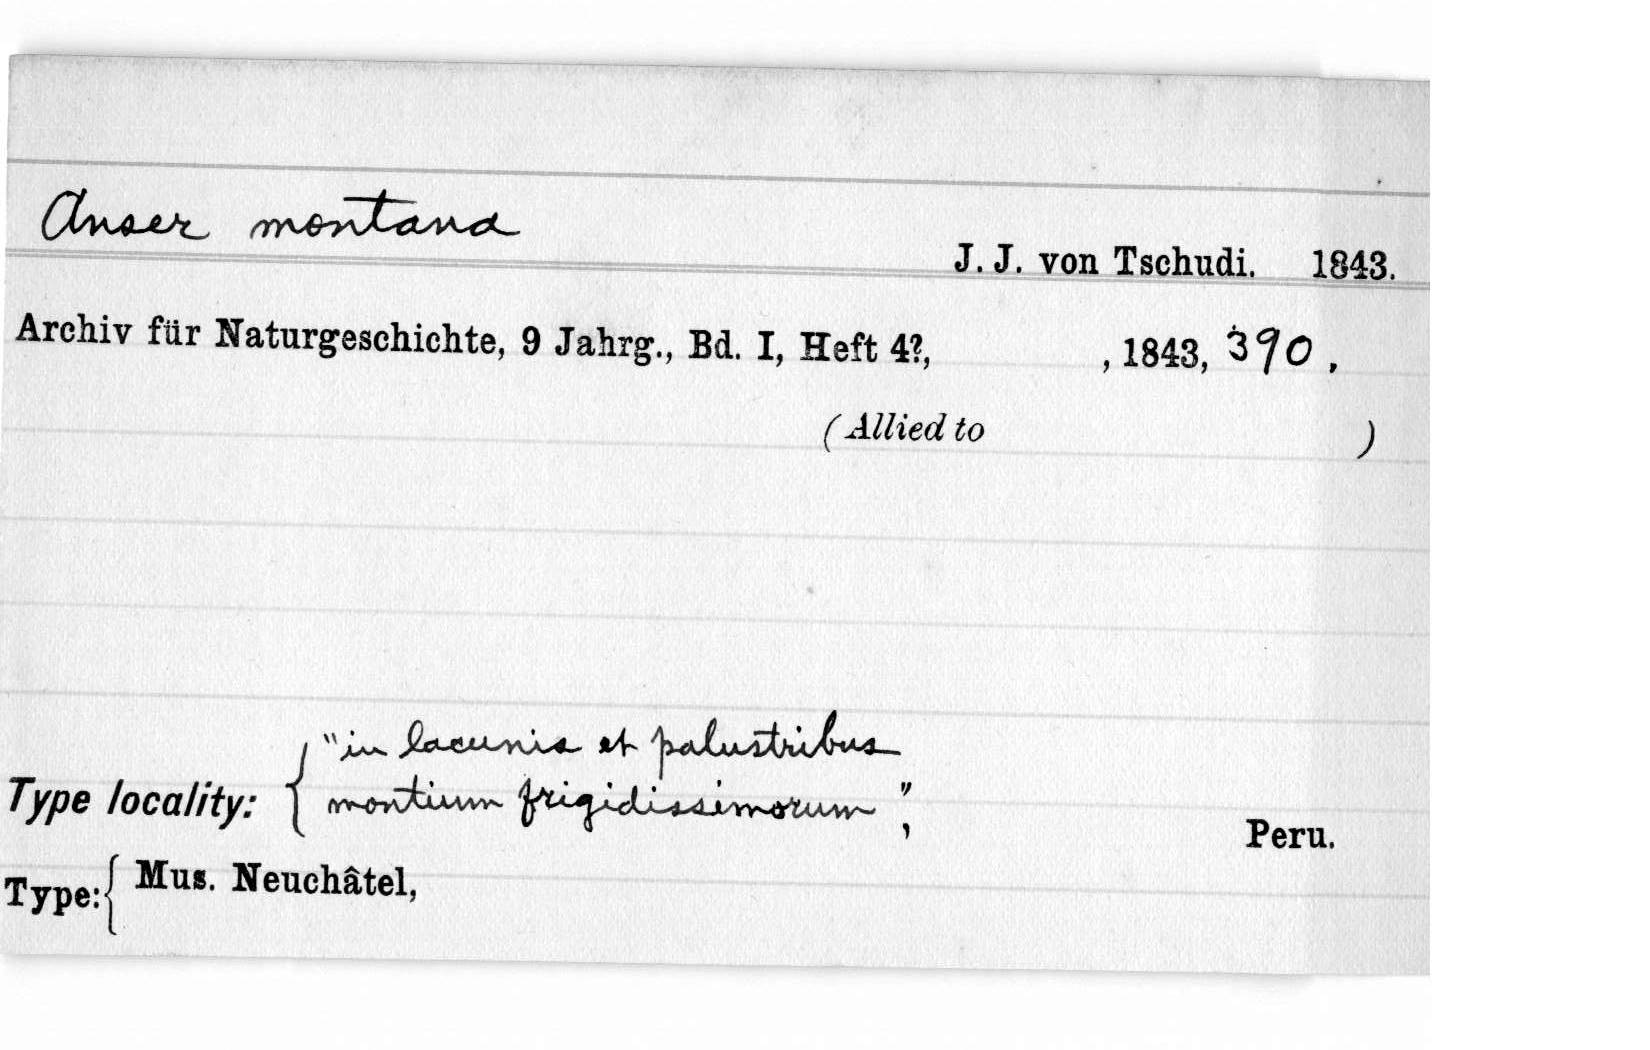 Anser montana
J. J. von Tschudi. 1843.
Archiv für Naturgeschichte, 9 Jahrg., Bd. I, Heft 4?, , 1843, 390.
(Allied to )
"in lacunis et palustribus
Type locality: { montium frigidissimorum", Peru.
Type: { Mus. Neuchâtel,